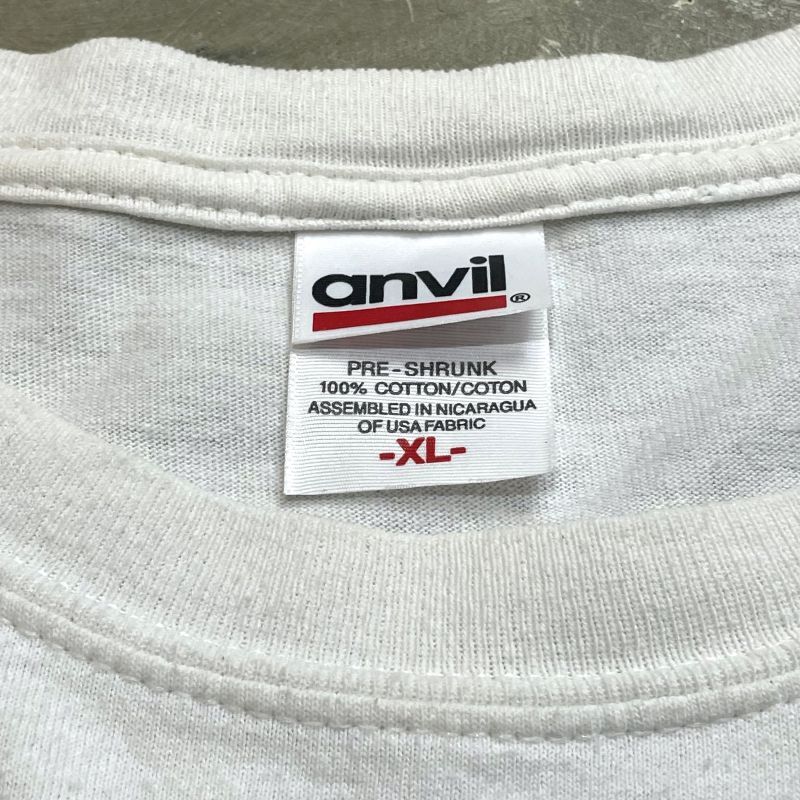 anvil®
PRE-SHRUNK
100% COTTON/COTON
ASSEMBLED IN NICARAGUA
OF USA FABRIC
-XL-